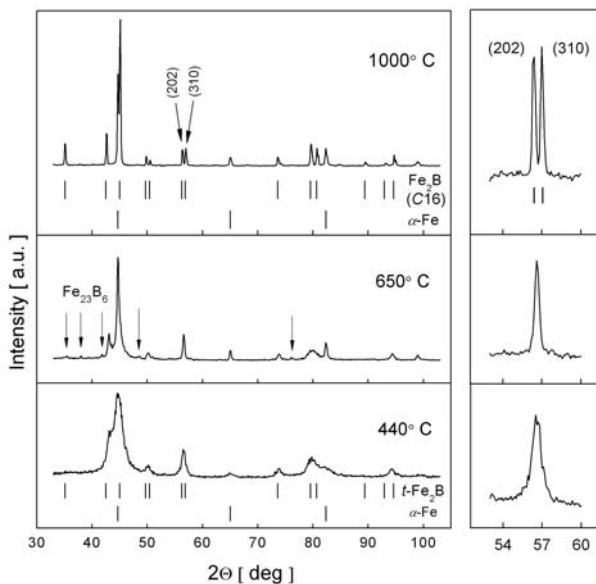 1000° C
(202)
(310)
Fe₂B
(C16)
α-Fe
650° C
Fe₂₃B₆
440° C
t-Fe₂B
α-Fe
30 40 50 60 70 80 90 100
2Θ [ deg ]
Intensity [ a.u. ]
(202) (310)
54 57 60